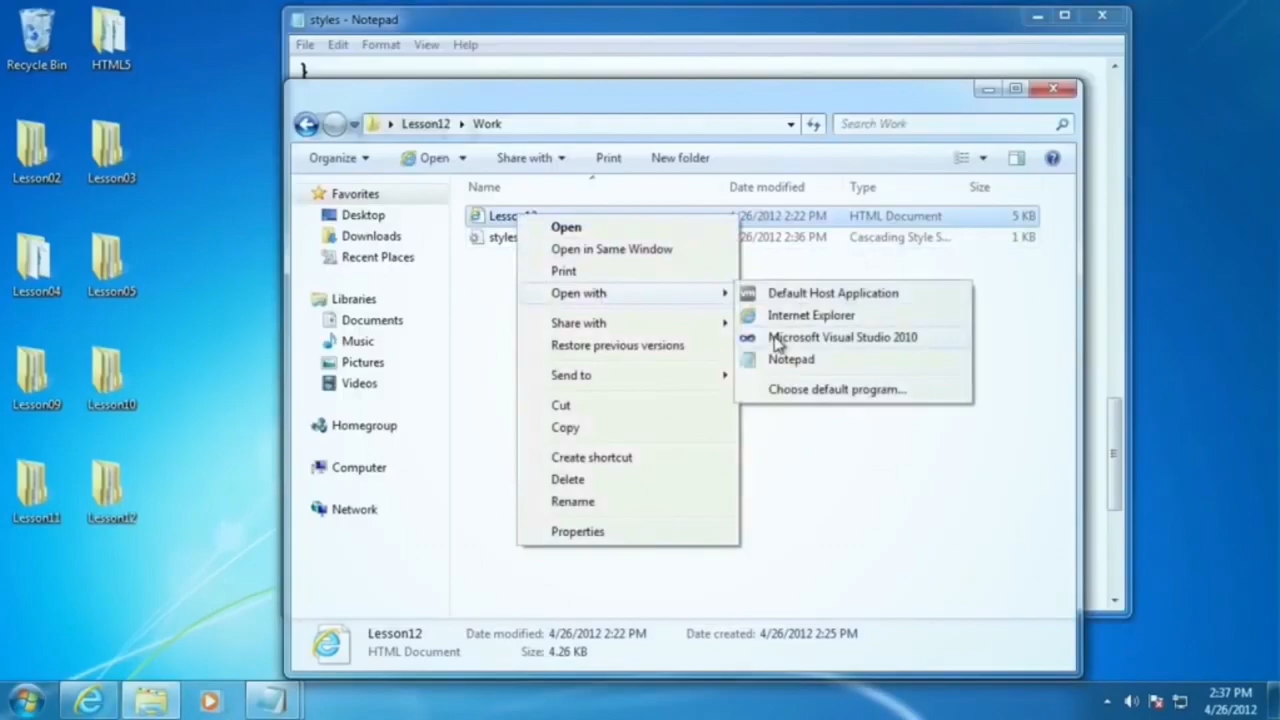 Recycle Bin
HTML5
Lesson02
Lesson03
Lesson04
Lesson05
Lesson09
Lesson10
Lesson11
Lesson12
styles - Notepad
File Edit Format View Help
}
Lesson12 Work
Search Work
Organize Open Share with Print New folder
Name Date modified Type Size
4/26/2012 2:22 PM HTML Document 5 KB
styles 4/26/2012 2:36 PM Cascading Style S... 1 KB
Favorites
Desktop
Downloads
Recent Places
Libraries
Documents
Music
Pictures
Videos
Homegroup
Computer
Network
Open
Open in Same Window
Print
Open with
Share with
Restore previous versions
Send to
Cut
Copy
Create shortcut
Delete
Rename
Properties
Default Host Application
Internet Explorer
Microsoft Visual Studio 2010
Notepad
Choose default program...
Lesson12 Date modified: 4/26/2012 2:22 PM Date created: 4/26/2012 2:25 PM
HTML Document Size: 4.26 KB
2:37 PM
4/26/2012